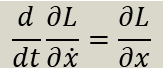 d/dt ∂L/∂ẋ = ∂L/∂x